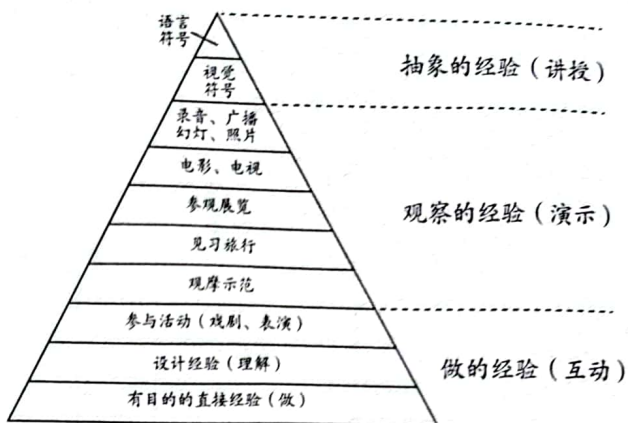 语言
符号
抽象的经验（讲授）
视觉
符号
录音、广播
幻灯、照片
电影、电视
参观展览
观察的经验（演示）
见习旅行
观摩示范
参与活动（戏剧、表演）
设计经验（理解）
做的经验（互动）
有目的的直接经验（做）